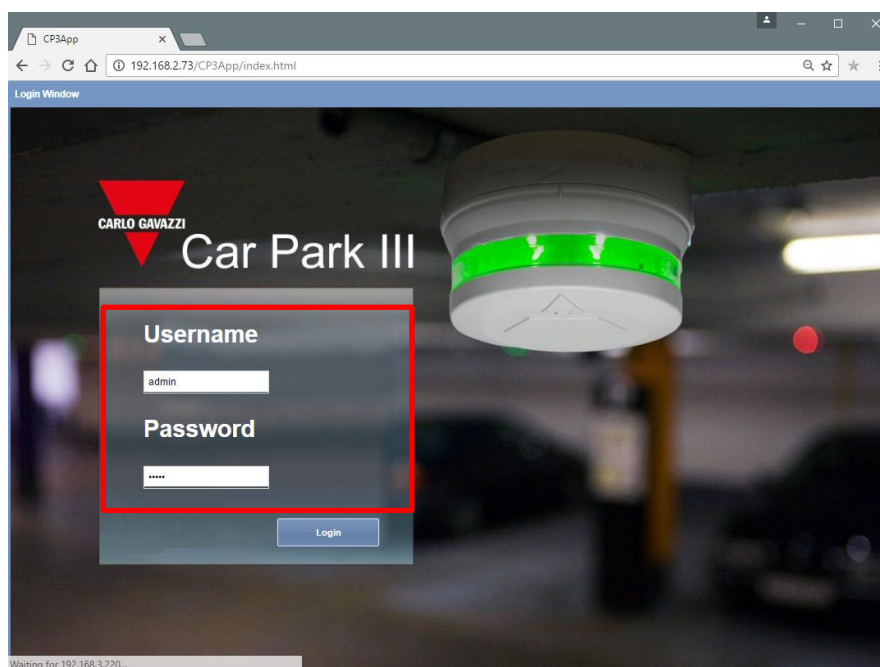 CP3App
192.168.2.73/CP3App/index.html
Login Window
CARLO GAVAZZI
Car Park III
Username
admin
Password
•••••
Login
Waiting for 192.168.3.220...